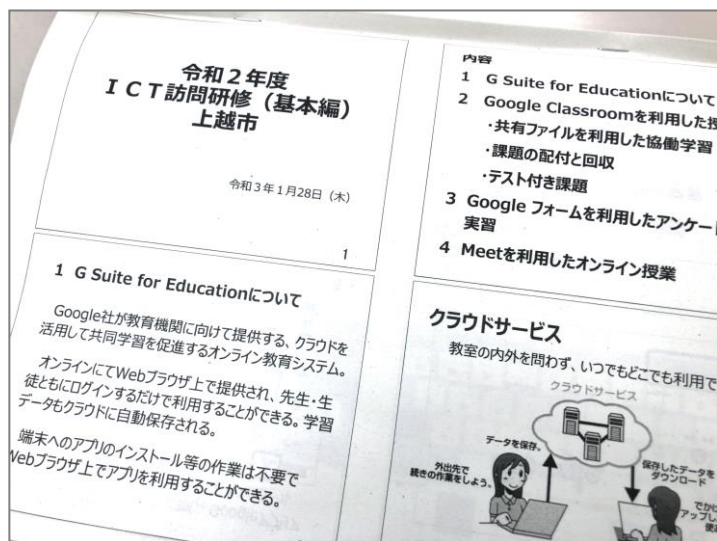 令和2年度
ICT訪問研修（基本編）
上越市
令和3年1月28日（木）
1
内容
1 G Suite for Educationについて
2 Google Classroomを利用した授
・共有ファイルを利用した協働学習
・課題の配付と回収
・テスト付き課題
3 Google フォームを利用したアンケート
実習
4 Meetを利用したオンライン授業
1 G Suite for Educationについて
Google社が教育機関に向けて提供する、クラウドを
活用して共同学習を促進するオンライン教育システム。
オンラインにてWebブラウザ上で提供され、先生・生
徒ともにログインするだけで利用することができる。学習
データもクラウドに自動保存される。
端末へのアプリのインストール等の作業は不要で
Webブラウザ上でアプリを利用することができる。
クラウドサービス
教室の内外を問わず、いつでもどこでも利用で
クラウドサービス
データを保存。
外出先で
続きの作業をしよう。
保存したデータを
ダウンロード
でかけ
アップし
使